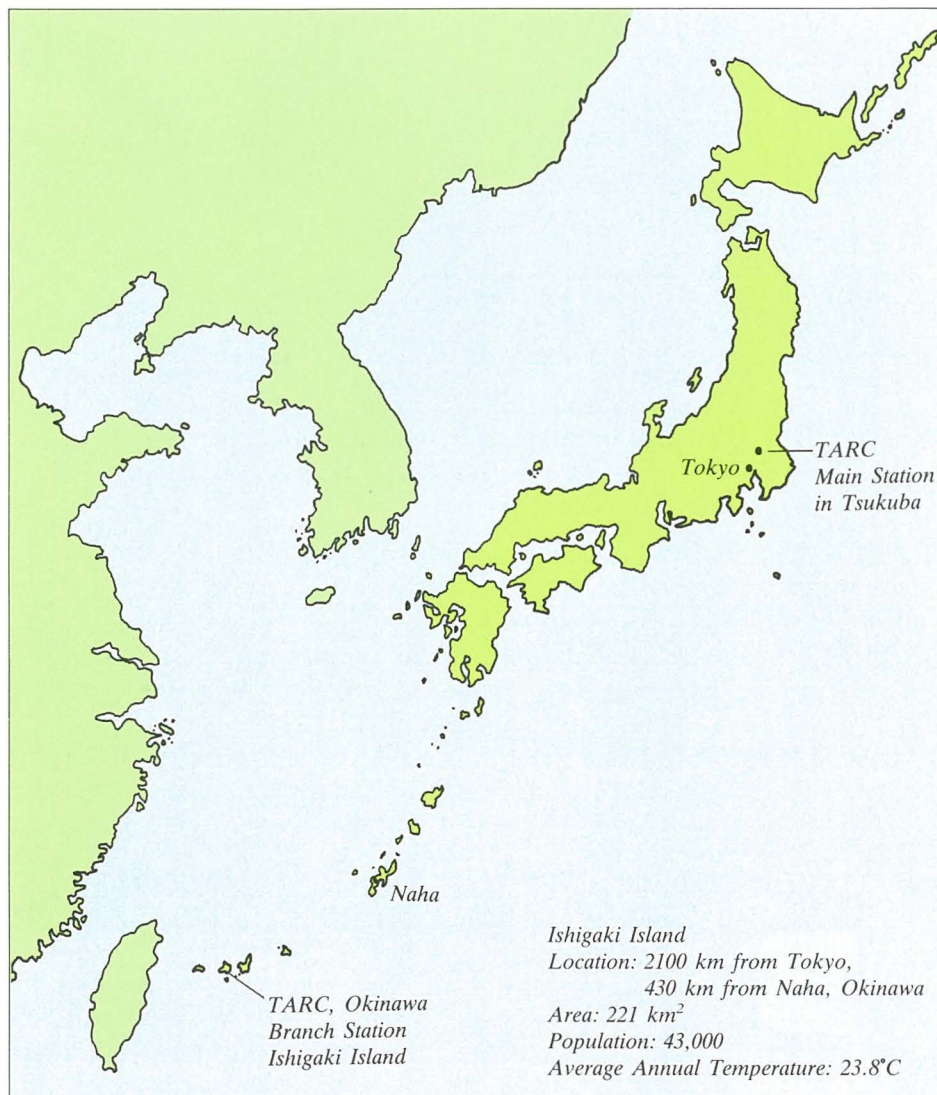 TARC
Main Station
in Tsukuba
Tokyo
Naha
TARC, Okinawa
Branch Station
Ishigaki Island
Ishigaki Island
Location: 2100 km from Tokyo,
430 km from Naha, Okinawa
Area: 221 km²
Population: 43,000
Average Annual Temperature: 23.8°C